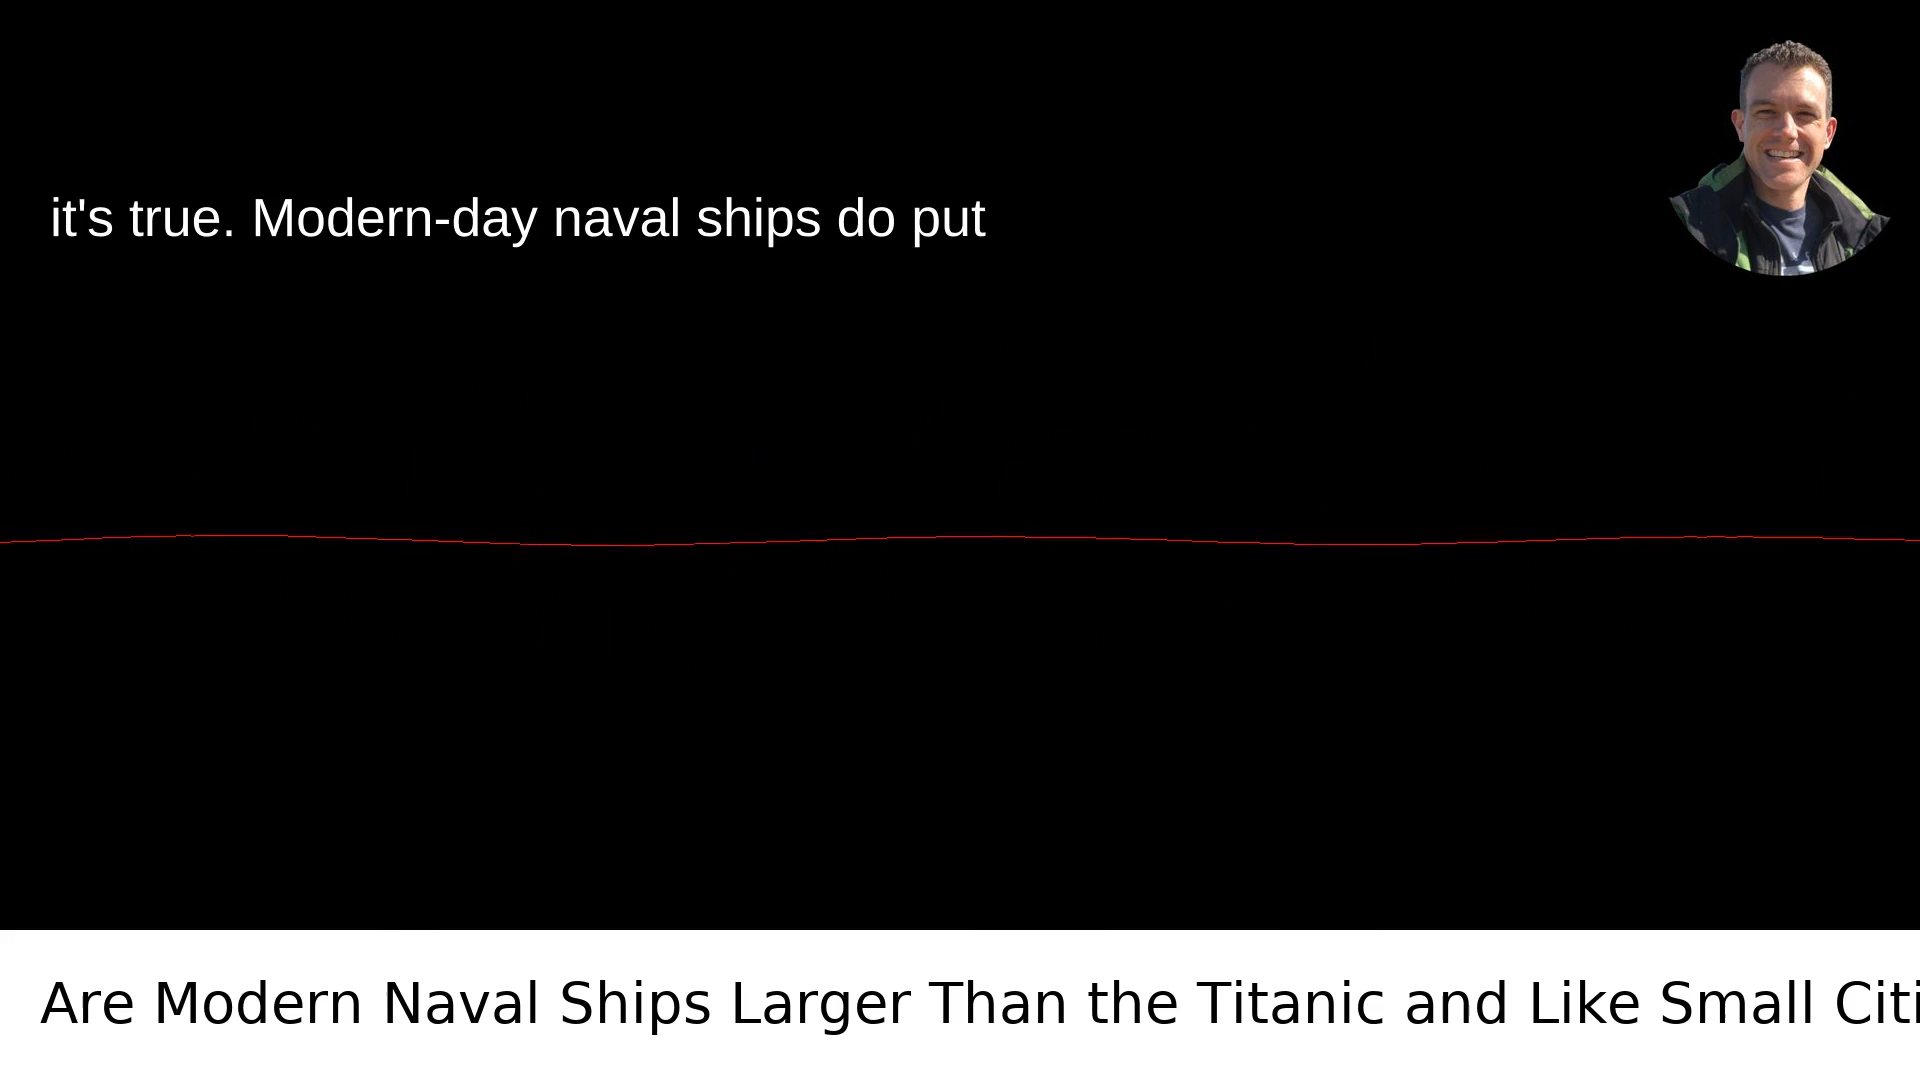 it's true. Modern-day naval ships do put
Are Modern Naval Ships Larger Than the Titanic and Like Small Citi